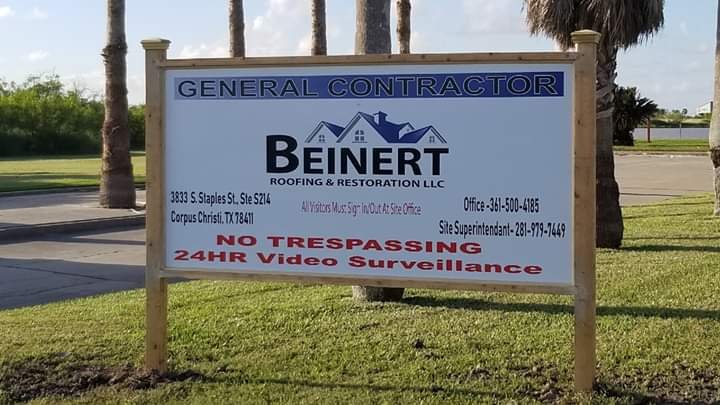 GENERAL CONTRACTOR
BEINERT
ROOFING & RESTORATION LLC
3833 S. Staples St., Ste S214
Corpus Christi, TX 78411
All Visitors Must Sign In/Out At Site Office
Office -361-500-4185
Site Superintendant- 281-979-7449
NO TRESPASSING
24HR Video Surveillance